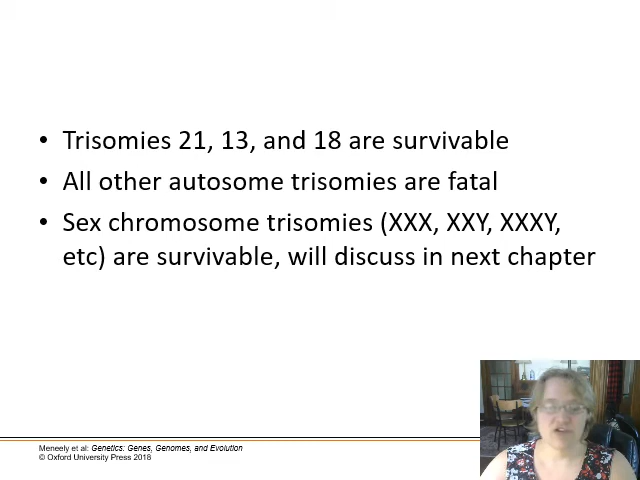 • Trisomies 21, 13, and 18 are survivable
• All other autosome trisomies are fatal
• Sex chromosome trisomies (XXX, XXY, XXXY,
etc) are survivable, will discuss in next chapter
Meneely et al: Genetics: Genes, Genomes, and Evolution
© Oxford University Press 2018